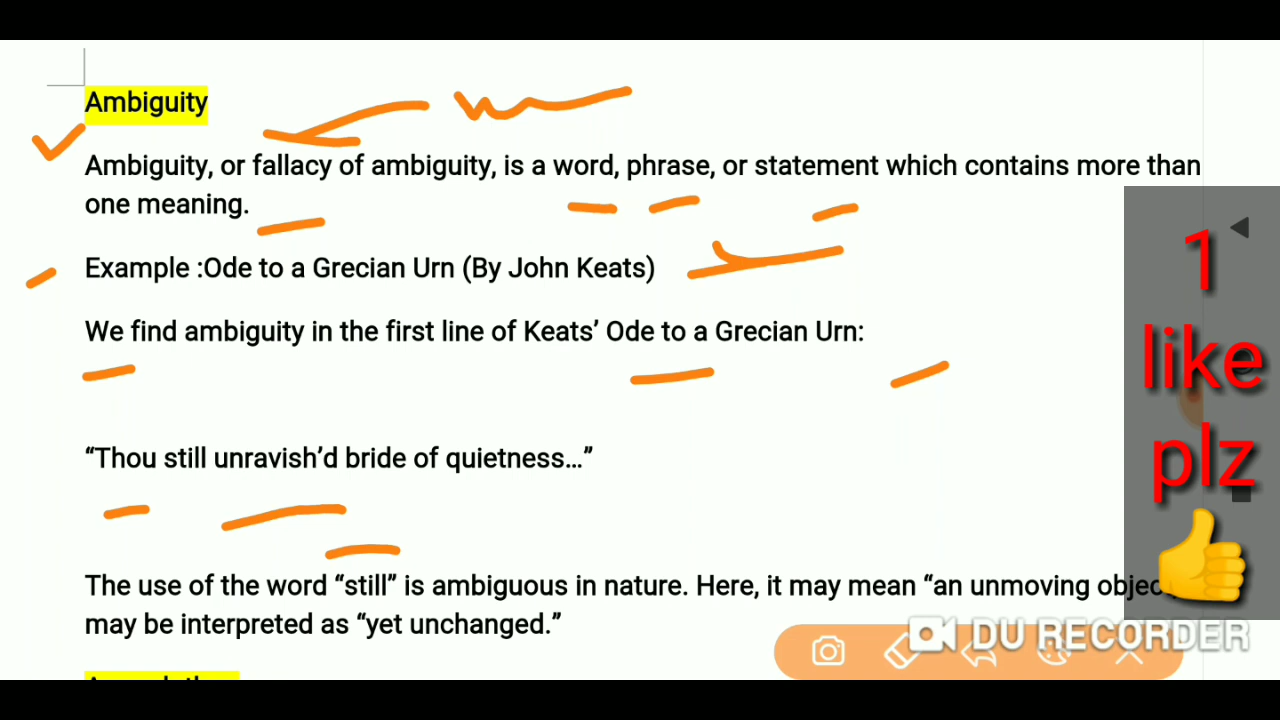 Ambiguity
Ambiguity, or fallacy of ambiguity, is a word, phrase, or statement which contains more than
one meaning.
Example :Ode to a Grecian Urn (By John Keats)
We find ambiguity in the first line of Keats’ Ode to a Grecian Urn:
“Thou still unravish’d bride of quietness…”
The use of the word “still” is ambiguous in nature. Here, it may mean “an unmoving
may be interpreted as “yet unchanged.”
1
like
plz
DU RECORDER